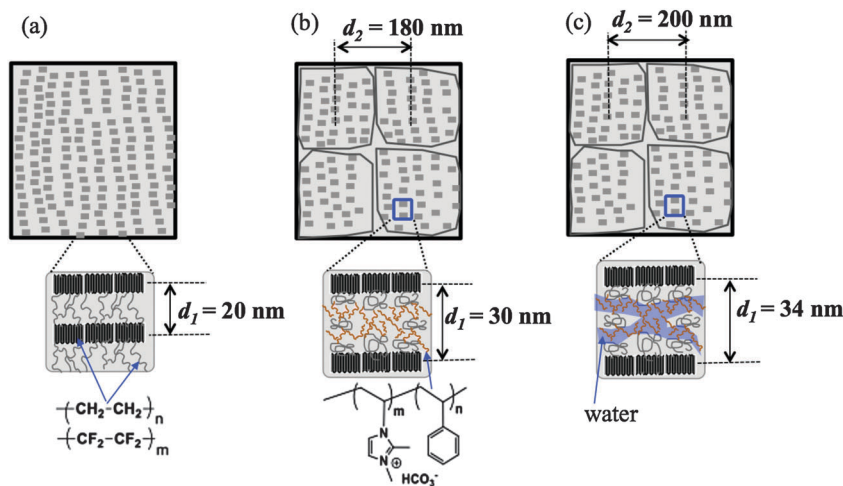 (a)
(b)
d2 = 180 nm
(c)
d2 = 200 nm
d1 = 20 nm
d1 = 30 nm
d1 = 34 nm
water
(CH2-CH2)n
(CF2-CF2)m
m
n
N
N
⊕
HCO3-